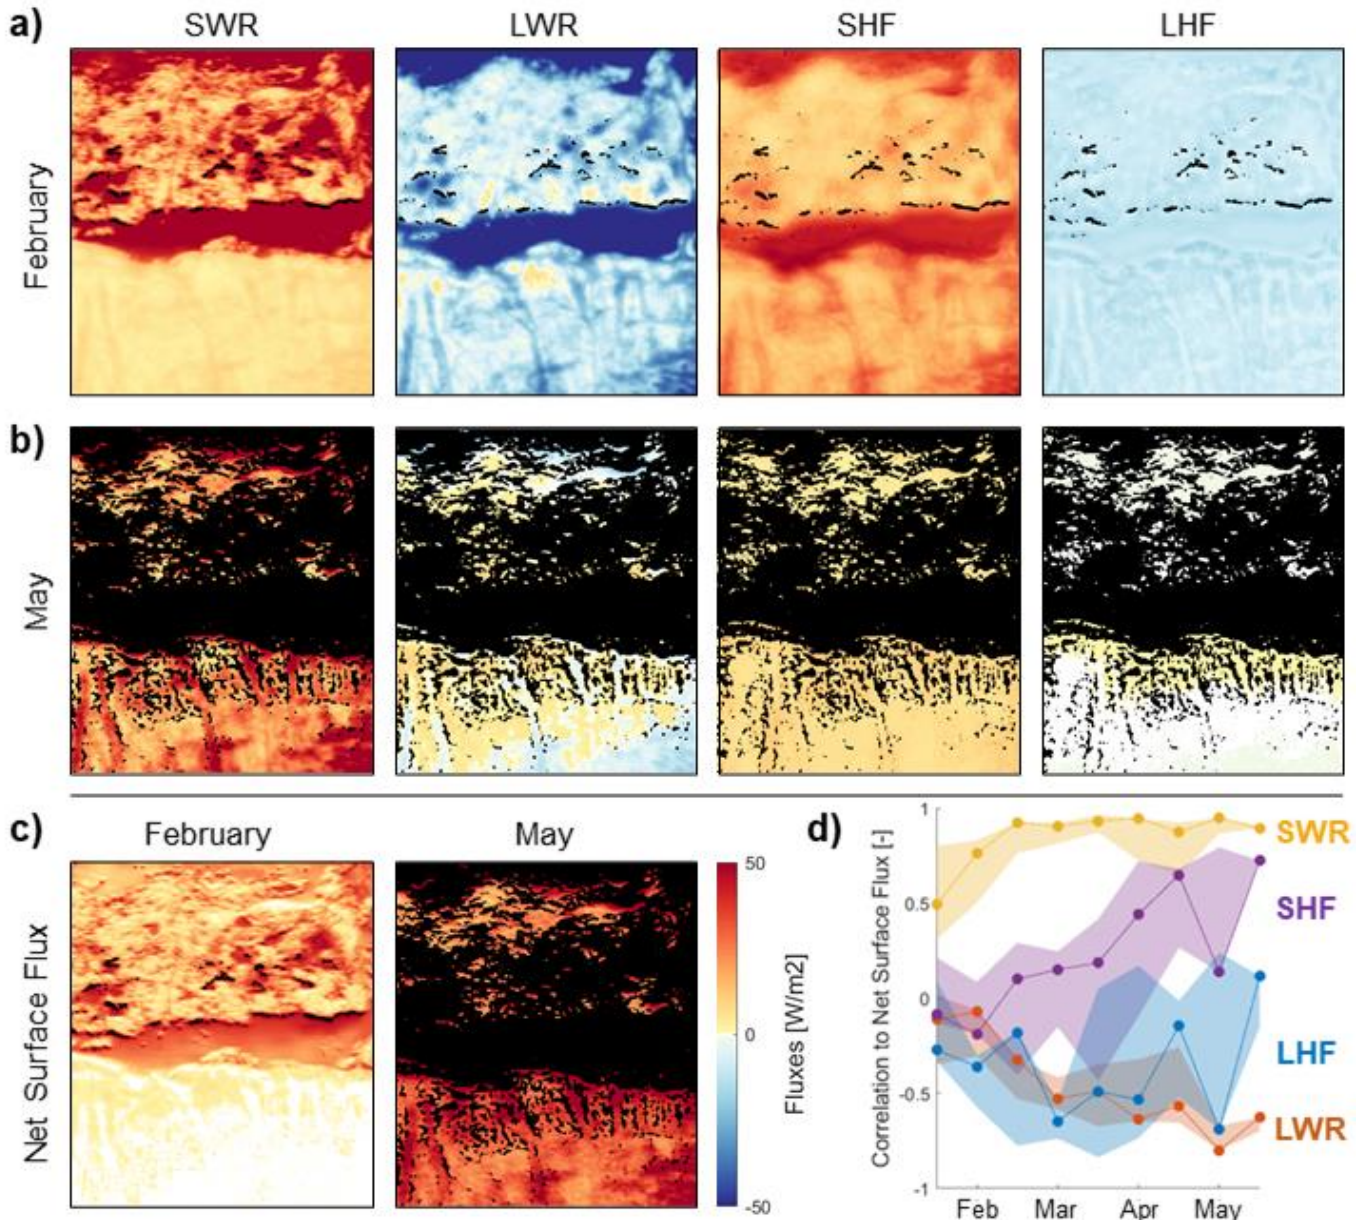 a)
SWR
LWR
SHF
LHF
February
b)
May
c)
February
May
Net Surface Flux
50
0
-50
Fluxes [W/m2]
d)
Correlation to Net Surface Flux [-]
1
0.5
0
-0.5
-1
Feb
Mar
Apr
May
SWR
SHF
LHF
LWR